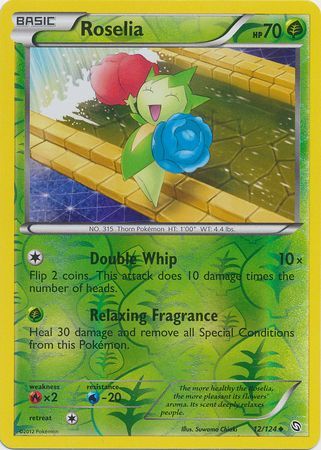 BASIC
Roselia
HP 70
NO. 315 Thorn Pokémon HT: 1'00" WT: 4.4 lbs.
Double Whip 10×
Flip 2 coins. This attack does 10 damage times
the number of heads.
Relaxing Fragrance
Heal 30 damage and remove all Special Conditions
from this Pokémon.
weakness
×2
resistance
-20
retreat
The more healthy the roselia,
the more pleasant its flowers'
aroma. Its scent deeply relaxes
people.
©2012 Pokémon
Illus. Suwama Chiaki
12/124